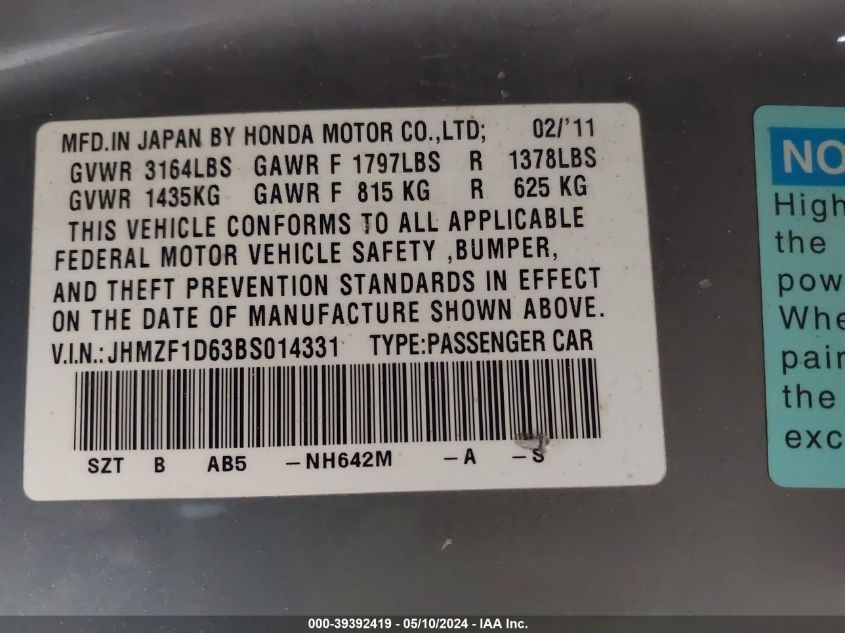 MFD.IN JAPAN BY HONDA MOTOR CO.,LTD; 02/'11
GVWR 3164LBS GAWR F 1797LBS R 1378LBS
GVWR 1435KG GAWR F 815 KG R 625 KG
THIS VEHICLE CONFORMS TO ALL APPLICABLE
FEDERAL MOTOR VEHICLE SAFETY ,BUMPER,
AND THEFT PREVENTION STANDARDS IN EFFECT
ON THE DATE OF MANUFACTURE SHOWN ABOVE.
V.I.N.: JHMZF1D63BS014331 TYPE:PASSENGER CAR
SZT B AB5 -NH642M -A -S
NO
High
the
pow
Whe
pair
the
exc
000-39392419 - 05/10/2024 - IAA Inc.